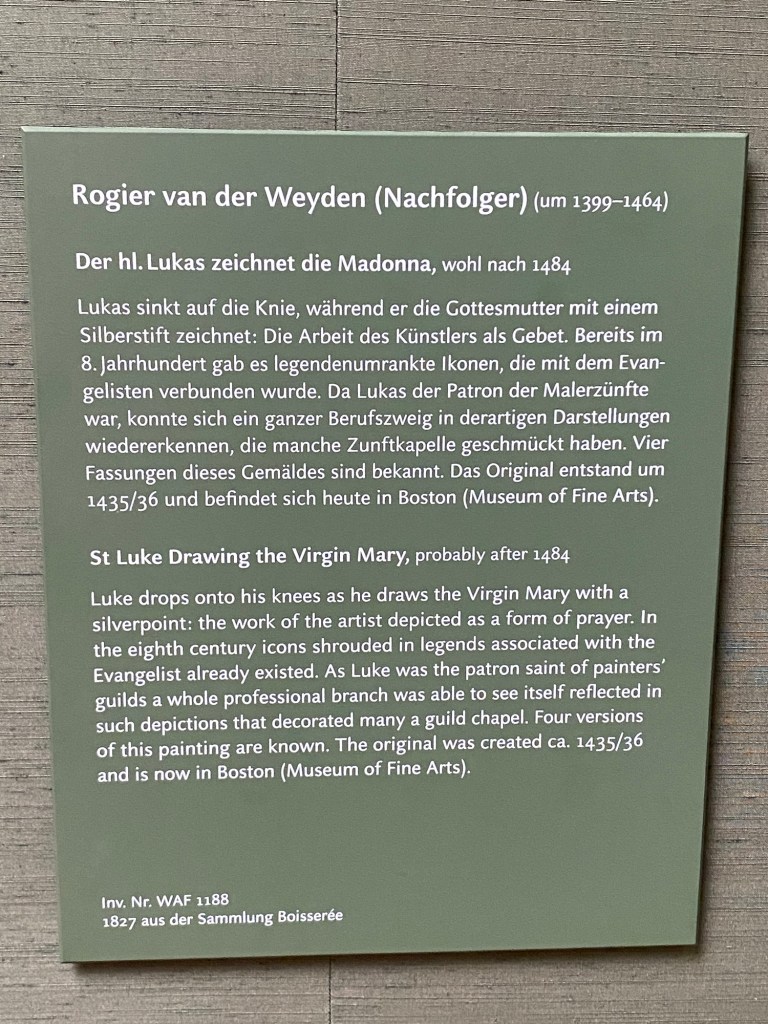 Rogier van der Weyden (Nachfolger) (um 1399–1464)
Der hl. Lukas zeichnet die Madonna, wohl nach 1484
Lukas sinkt auf die Knie, während er die Gottesmutter mit einem
Silberstift zeichnet: Die Arbeit des Künstlers als Gebet. Bereits im
8. Jahrhundert gab es legendenumrankte Ikonen, die mit dem Evan-
gelisten verbunden wurde. Da Lukas der Patron der Malerzünfte
war, konnte sich ein ganzer Berufszweig in derartigen Darstellungen
wiedererkennen, die manche Zunftkapelle geschmückt haben. Vier
Fassungen dieses Gemäldes sind bekannt. Das Original entstand um
1435/36 und befindet sich heute in Boston (Museum of Fine Arts).
St Luke Drawing the Virgin Mary, probably after 1484
Luke drops onto his knees as he draws the Virgin Mary with a
silverpoint: the work of the artist depicted as a form of prayer. In
the eighth century icons shrouded in legends associated with the
Evangelist already existed. As Luke was the patron saint of painters’
guilds a whole professional branch was able to see itself reflected in
such depictions that decorated many a guild chapel. Four versions
of this painting are known. The original was created ca. 1435/36
and is now in Boston (Museum of Fine Arts).
Inv. Nr. WAF 1188
1827 aus der Sammlung Boisserée